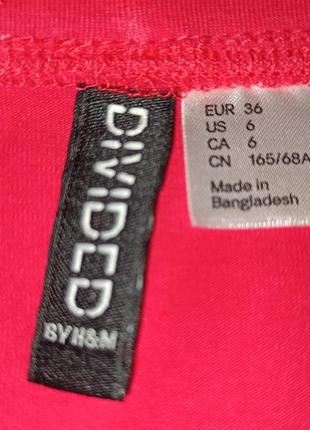 DIVIDED
BY H&M
EUR 36
US 6
CA 6
CN 165/68A
Made in
Bangladesh